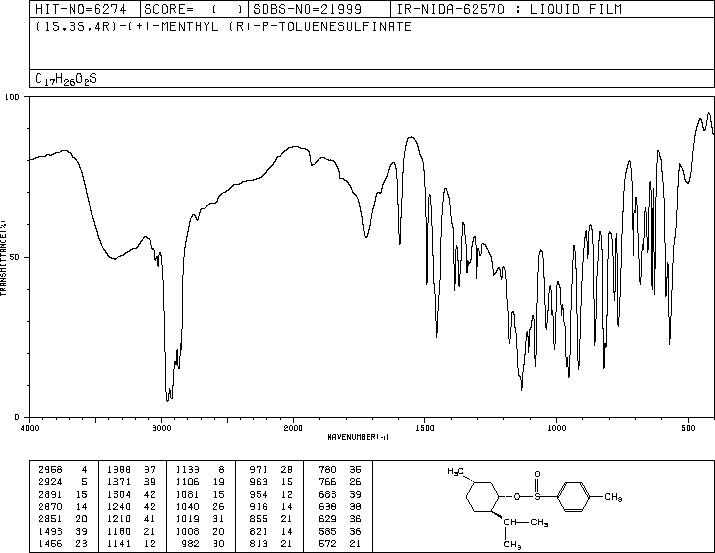 HIT-NO=6274 SCORE= ( ) SDBS-NO=21999 IR-NIDA-62570 : LIQUID FILM
(1S,3S,4R)-(+)-MENTHYL (R)-P-TOLUENESULFINATE
C17H26O2S
100
50
0
TRANSMITTANCE(%)
4000 3000 2000 1500 1000 500
WAVENUMBER(-1)
2958 4 1388 37 1133 8 971 28 780 36
2924 5 1371 39 1106 19 963 15 766 26
2891 15 1304 42 1081 15 954 12 683 39
2870 14 1240 42 1040 26 916 14 638 38
2851 20 1210 41 1019 31 855 21 629 36
1493 39 1180 21 1008 20 821 14 585 36
1456 23 1141 12 982 30 813 21 572 21
H3C
O
O
S
CH3
CH3
CH3